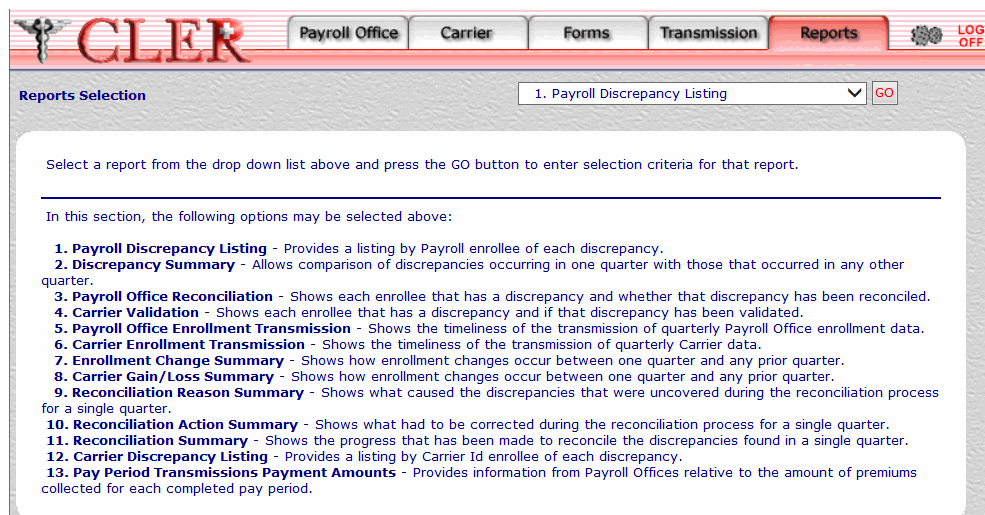 CLER
Payroll Office
Carrier
Forms
Transmission
Reports
LOG
OFF
Reports Selection
1. Payroll Discrepancy Listing
GO
Select a report from the drop down list above and press the GO button to enter selection criteria for that report.
In this section, the following options may be selected above:
1. Payroll Discrepancy Listing - Provides a listing by Payroll enrollee of each discrepancy.
2. Discrepancy Summary - Allows comparison of discrepancies occurring in one quarter with those that occurred in any other
quarter.
3. Payroll Office Reconciliation - Shows each enrollee that has a discrepancy and whether that discrepancy has been reconciled.
4. Carrier Validation - Shows each enrollee that has a discrepancy and if that discrepancy has been validated.
5. Payroll Office Enrollment Transmission - Shows the timeliness of the transmission of quarterly Payroll Office enrollment data.
6. Carrier Enrollment Transmission - Shows the timeliness of the transmission of quarterly Carrier data.
7. Enrollment Change Summary - Shows how enrollment changes occur between one quarter and any prior quarter.
8. Carrier Gain/Loss Summary - Shows how enrollment changes occur between one quarter and any prior quarter.
9. Reconciliation Reason Summary - Shows what caused the discrepancies that were uncovered during the reconciliation process
for a single quarter.
10. Reconciliation Action Summary - Shows what had to be corrected during the reconciliation process for a single quarter.
11. Reconciliation Summary - Shows the progress that has been made to reconcile the discrepancies found in a single quarter.
12. Carrier Discrepancy Listing - Provides a listing by Carrier Id enrollee of each discrepancy.
13. Pay Period Transmissions Payment Amounts - Provides information from Payroll Offices relative to the amount of premiums
collected for each completed pay period.